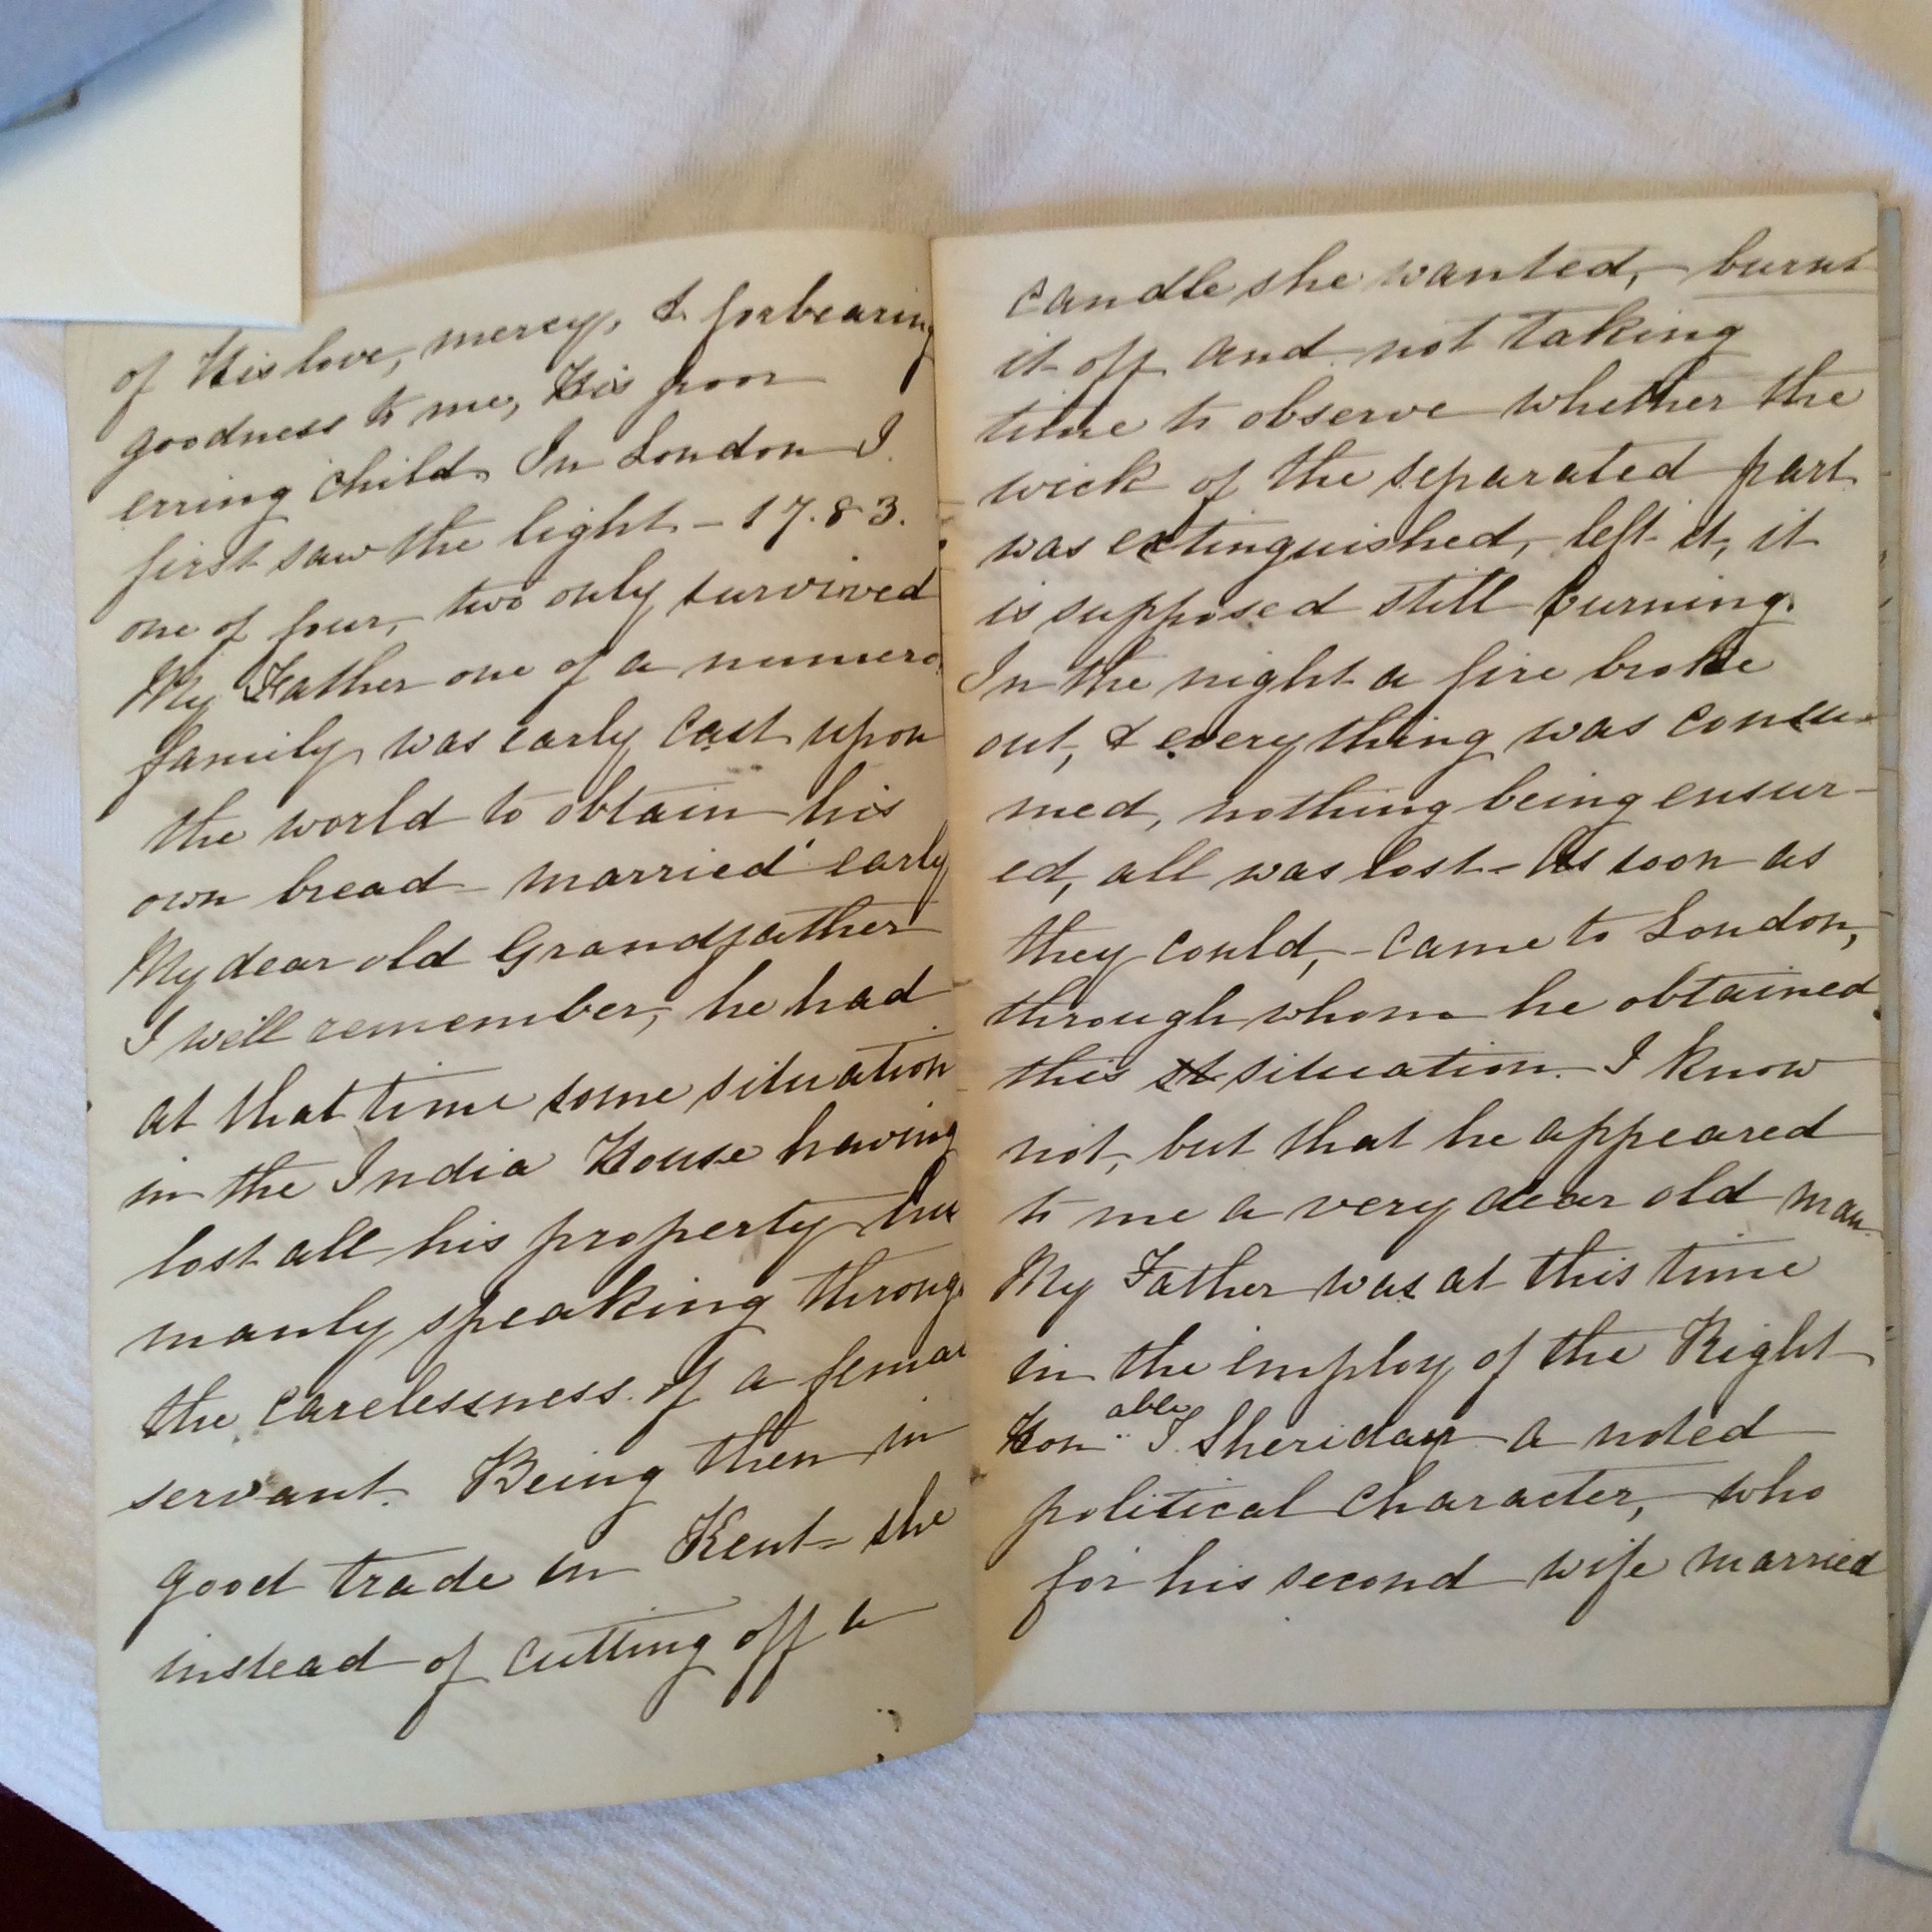 of His love, mercy, & forbearing
goodness to me, His poor
erring child. In London I
first saw the light - 1783.
one of four, two only survived
My Father one of a numero
family, was early cast upon
the world to obtain his
own bread - married early
My dear old Grandfather
I well remember, he had
at that time some situation
in the India House having
lost all his property hu
manly speaking throug
the carelessness of a femal
servant. Being then in
good trade in Kent - she
instead of cutting off a
candle she wanted, burnt
it off and not taking
time to observe whether the
wick of the separated part
was extinguished, left it, it
is supposed still burning.
In the night a fire broke
out, & everything was consu-
med, nothing being ensur-
ed, all was lost - As soon as
they could, - came to London,
through whom he obtained
this st situation. I know
not, but that he appeared
to me a very dear old man.
My Father was at this time
in the employ of the Right
Honable I. Sheridan a noted
political character, who
for his second wife married